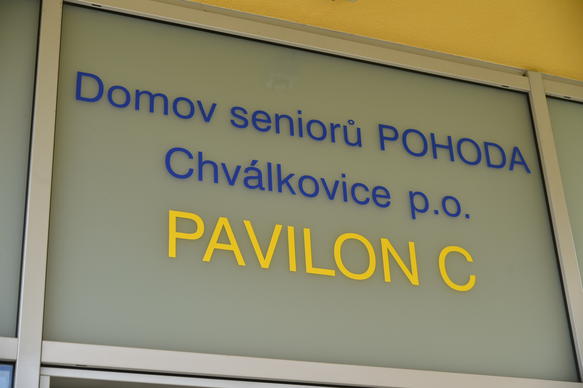 Domov seniorů POHODA
Chválkovice p.o.
PAVILON C